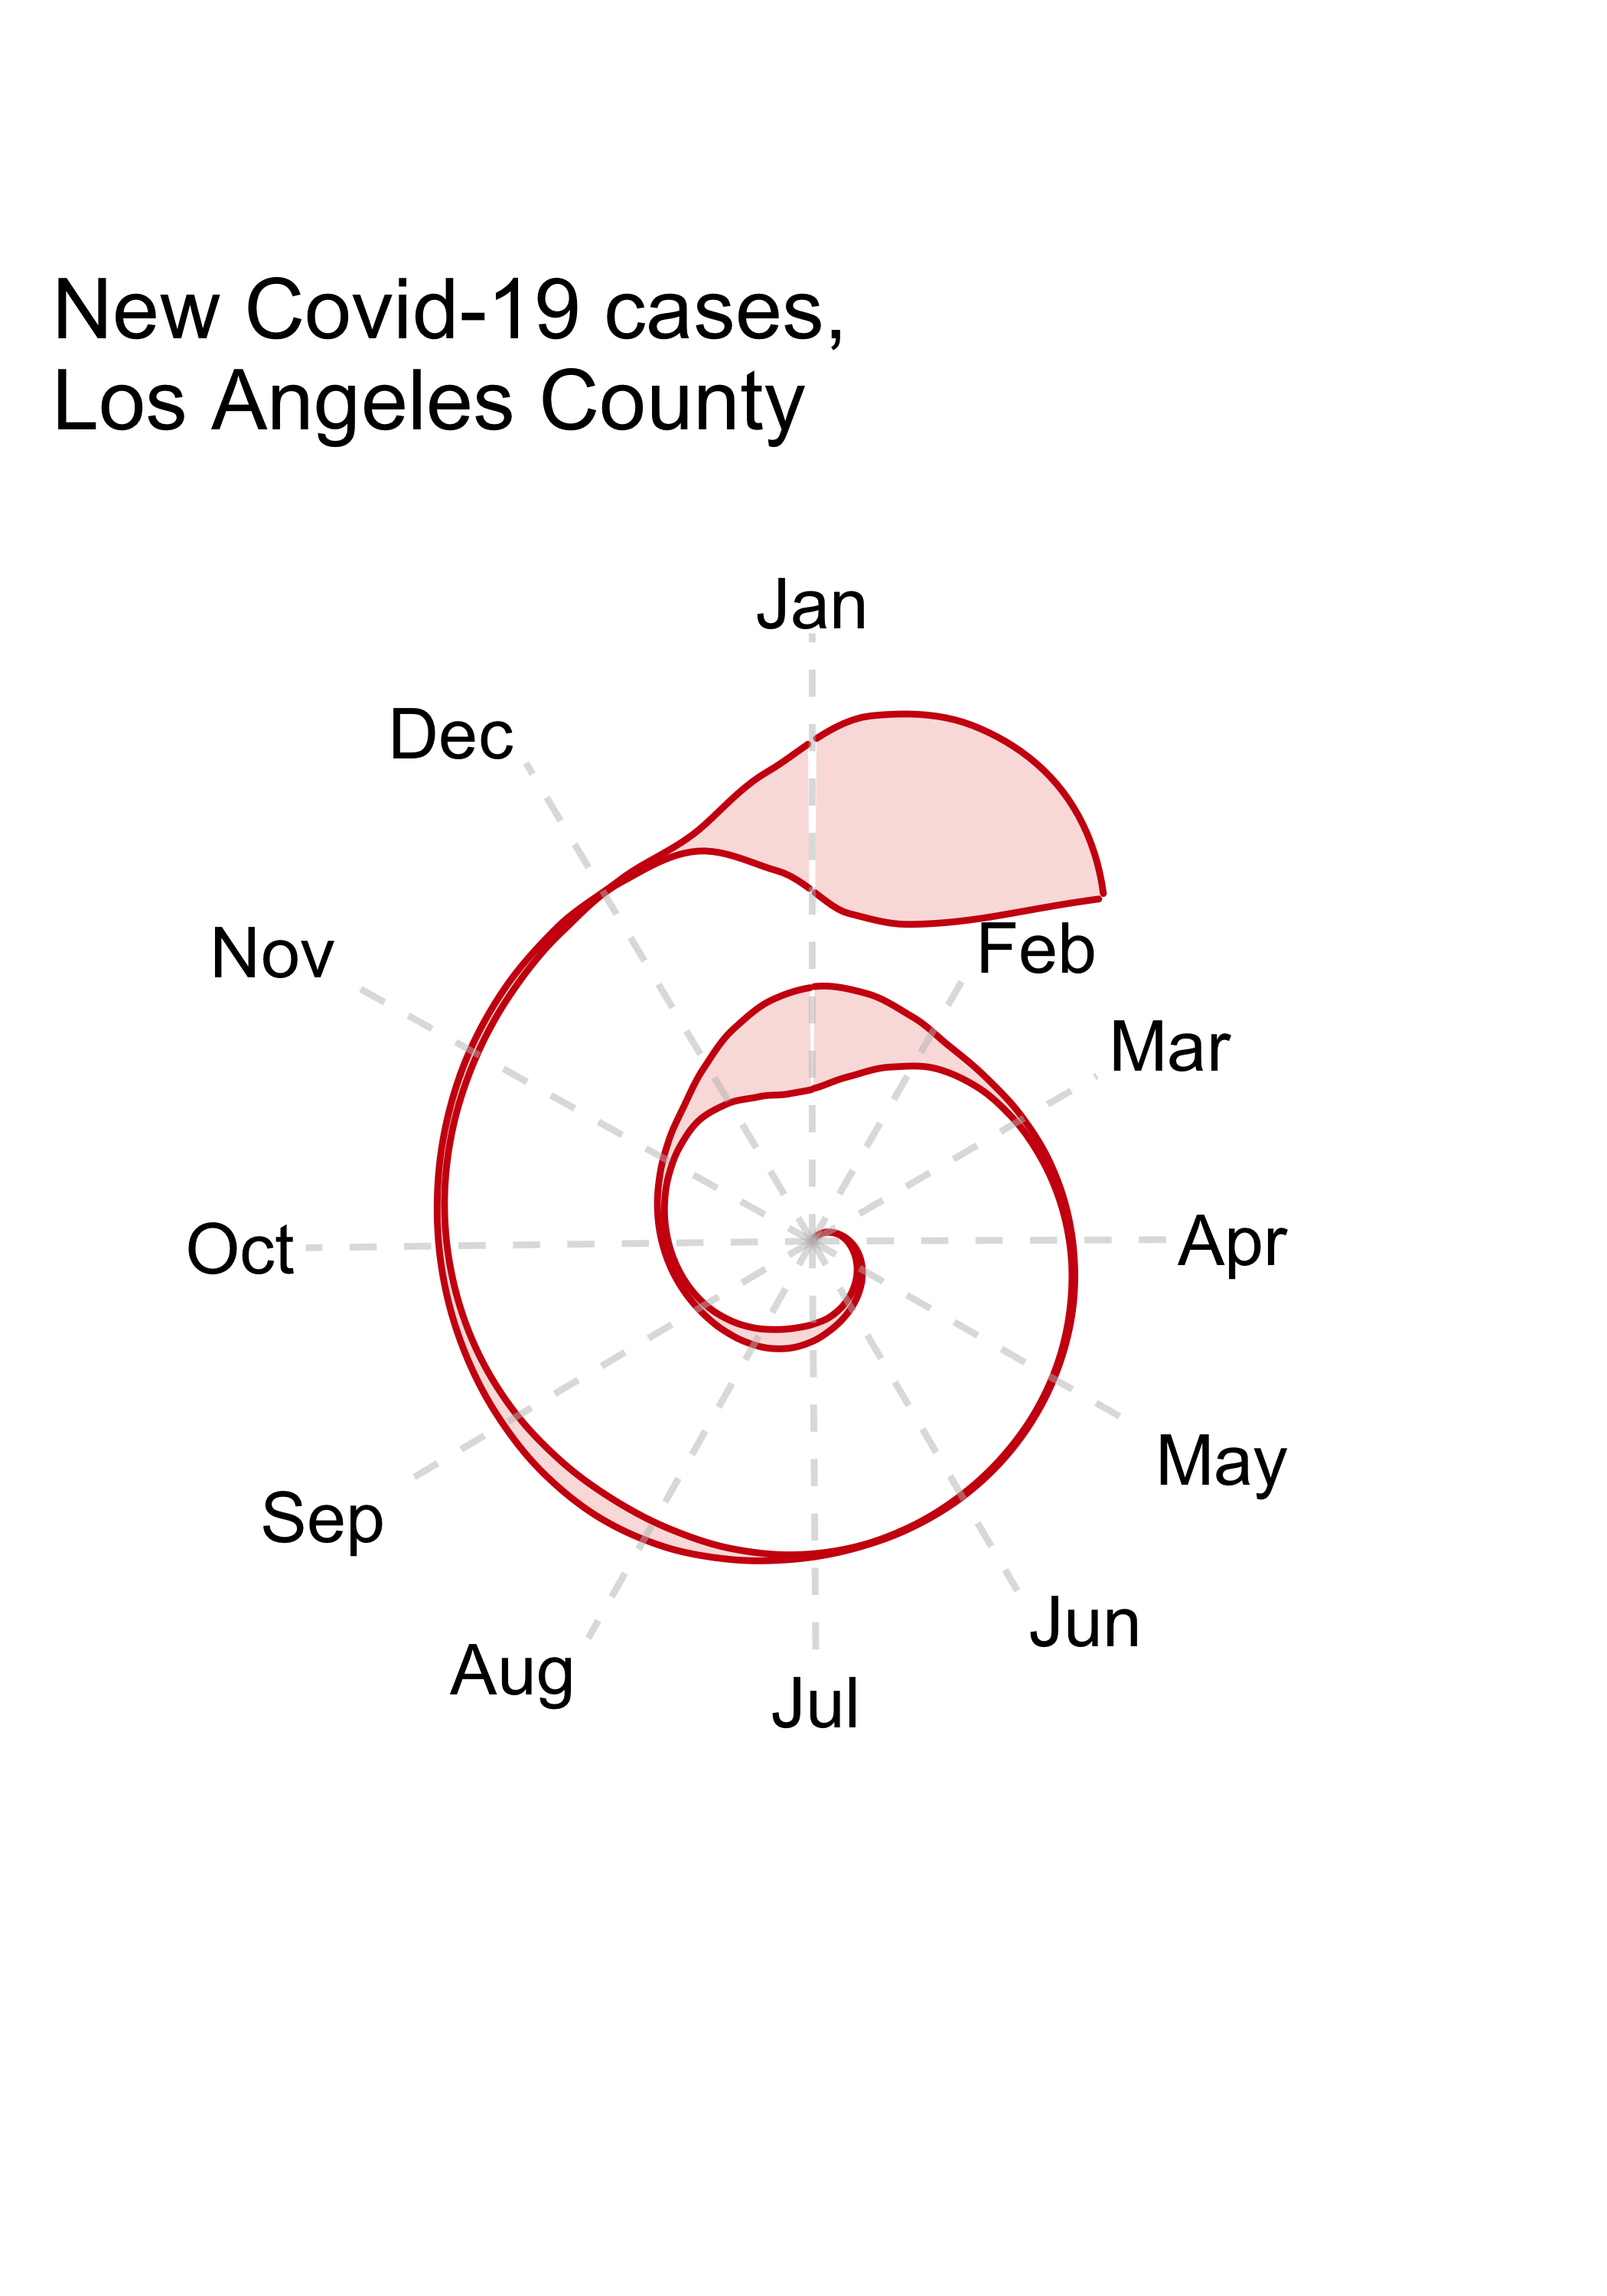 New Covid-19 cases,
Los Angeles County
Jan
Feb
Mar
Apr
May
Jun
Jul
Aug
Sep
Oct
Nov
Dec